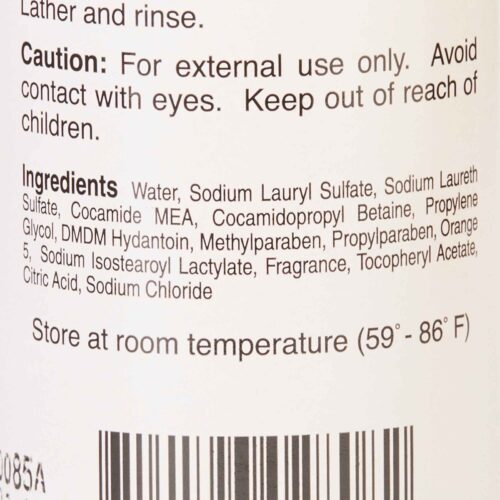 Lather and rinse.
Caution: For external use only. Avoid
contact with eyes. Keep out of reach of
children.
Ingredients Water, Sodium Lauryl Sulfate, Sodium Laureth
Sulfate, Cocamide MEA, Cocamidopropyl Betaine, Propylene
Glycol, DMDM Hydantoin, Methylparaben, Propylparaben, Orange
5, Sodium Isostearoyl Lactylate, Fragrance, Tocopheryl Acetate,
Citric Acid, Sodium Chloride
Store at room temperature (59° - 86° F)
085A